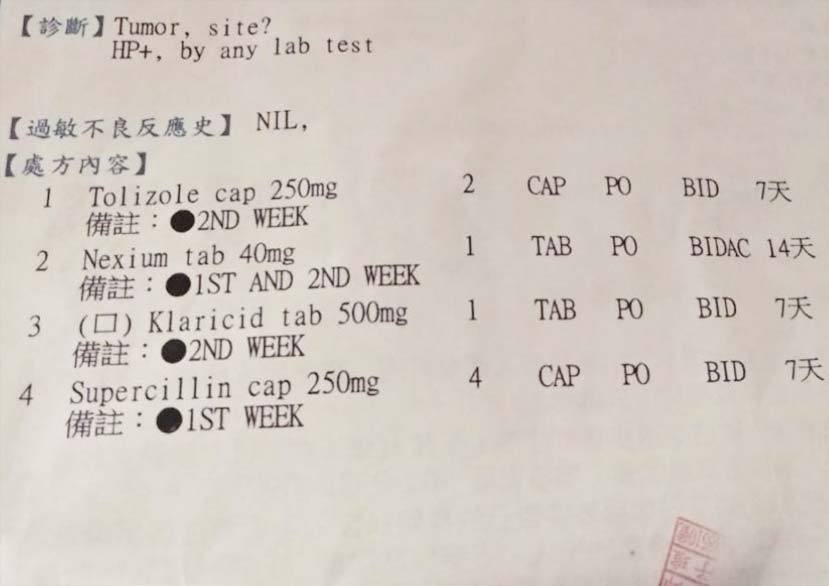 【診斷】Tumor, site?
HP+, by any lab test
【過敏不良反應史】 NIL,
【處方內容】
1 Tolizole cap 250mg 2 CAP PO BID 7天
備註：●2ND WEEK
2 Nexium tab 40mg 1 TAB PO BIDAC 14天
備註：●1ST AND 2ND WEEK
3 (口) Klaricid tab 500mg 1 TAB PO BID 7天
備註：●2ND WEEK
4 Supercillin cap 250mg 4 CAP PO BID 7天
備註：●1ST WEEK